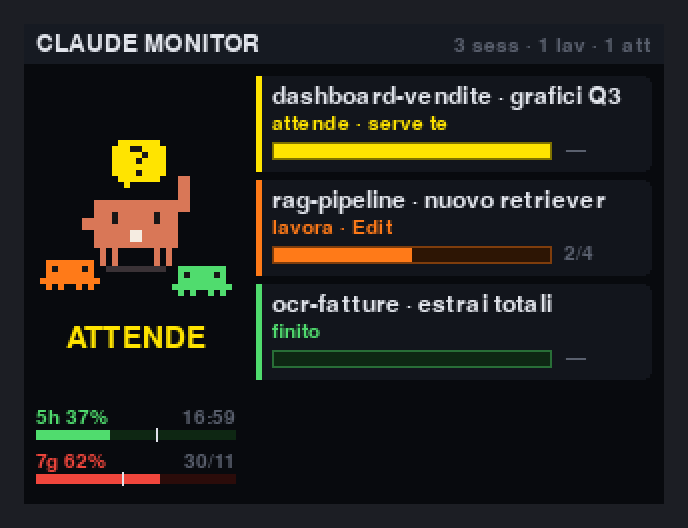 CLAUDE MONITOR
3 sess · 1 lav · 1 att
?
ATTENDE
5h 37% 16:59
7g 62% 30/11
dashboard-vendite · grafici Q3
attende · serve te
—
rag-pipeline · nuovo retriever
lavora · Edit
2/4
ocr-fatture · estrai totali
finito
—